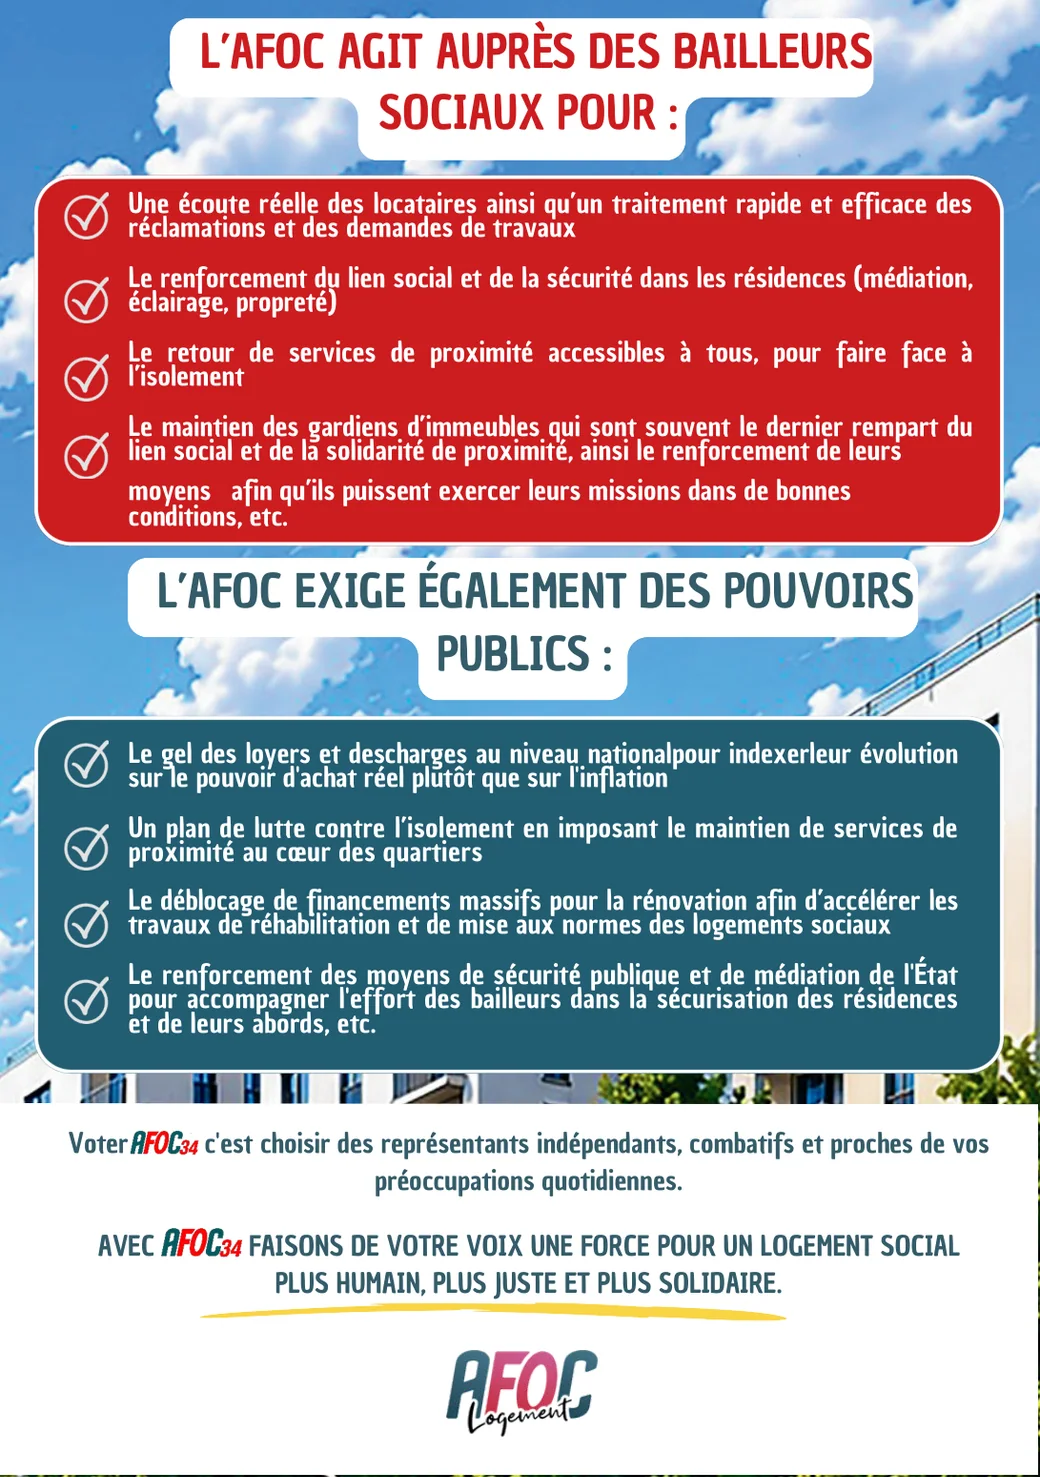 L’AFOC AGIT AUPRÈS DES BAILLEURS
SOCIAUX POUR :
Une écoute réelle des locataires ainsi qu’un traitement rapide et efficace des
réclamations et des demandes de travaux
Le renforcement du lien social et de la sécurité dans les résidences (médiation,
éclairage, propreté)
Le retour de services de proximité accessibles à tous, pour faire face à
l’isolement
Le maintien des gardiens d’immeubles qui sont souvent le dernier rempart du
lien social et de la solidarité de proximité, ainsi le renforcement de leurs
moyens afin qu’ils puissent exercer leurs missions dans de bonnes
conditions, etc.
L’AFOC EXIGE ÉGALEMENT DES POUVOIRS
PUBLICS :
Le gel des loyers et descharges au niveau nationalpour indexerleur évolution
sur le pouvoir d'achat réel plutôt que sur l'inflation
Un plan de lutte contre l’isolement en imposant le maintien de services de
proximité au cœur des quartiers
Le déblocage de financements massifs pour la rénovation afin d’accélérer les
travaux de réhabilitation et de mise aux normes des logements sociaux
Le renforcement des moyens de sécurité publique et de médiation de l'État
pour accompagner l'effort des bailleurs dans la sécurisation des résidences
et de leurs abords, etc.
Voter AFOC34 c'est choisir des représentants indépendants, combatifs et proches de vos
préoccupations quotidiennes.
AVEC AFOC34 FAISONS DE VOTRE VOIX UNE FORCE POUR UN LOGEMENT SOCIAL
PLUS HUMAIN, PLUS JUSTE ET PLUS SOLIDAIRE.
AFOC
Logement